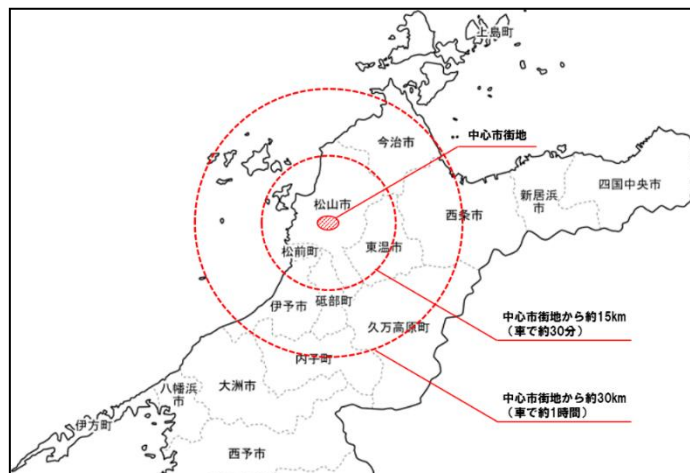 上島町
中心市街地
今治市
四国中央市
新居浜
市
松山市
西条市
東温市
松前町
砥部町
伊予市
中心市街地から約15km
（車で約30分）
久万高原町
内子町
大洲市
中心市街地から約30km
（車で約1時間）
八幡浜
市
伊方町
西予市